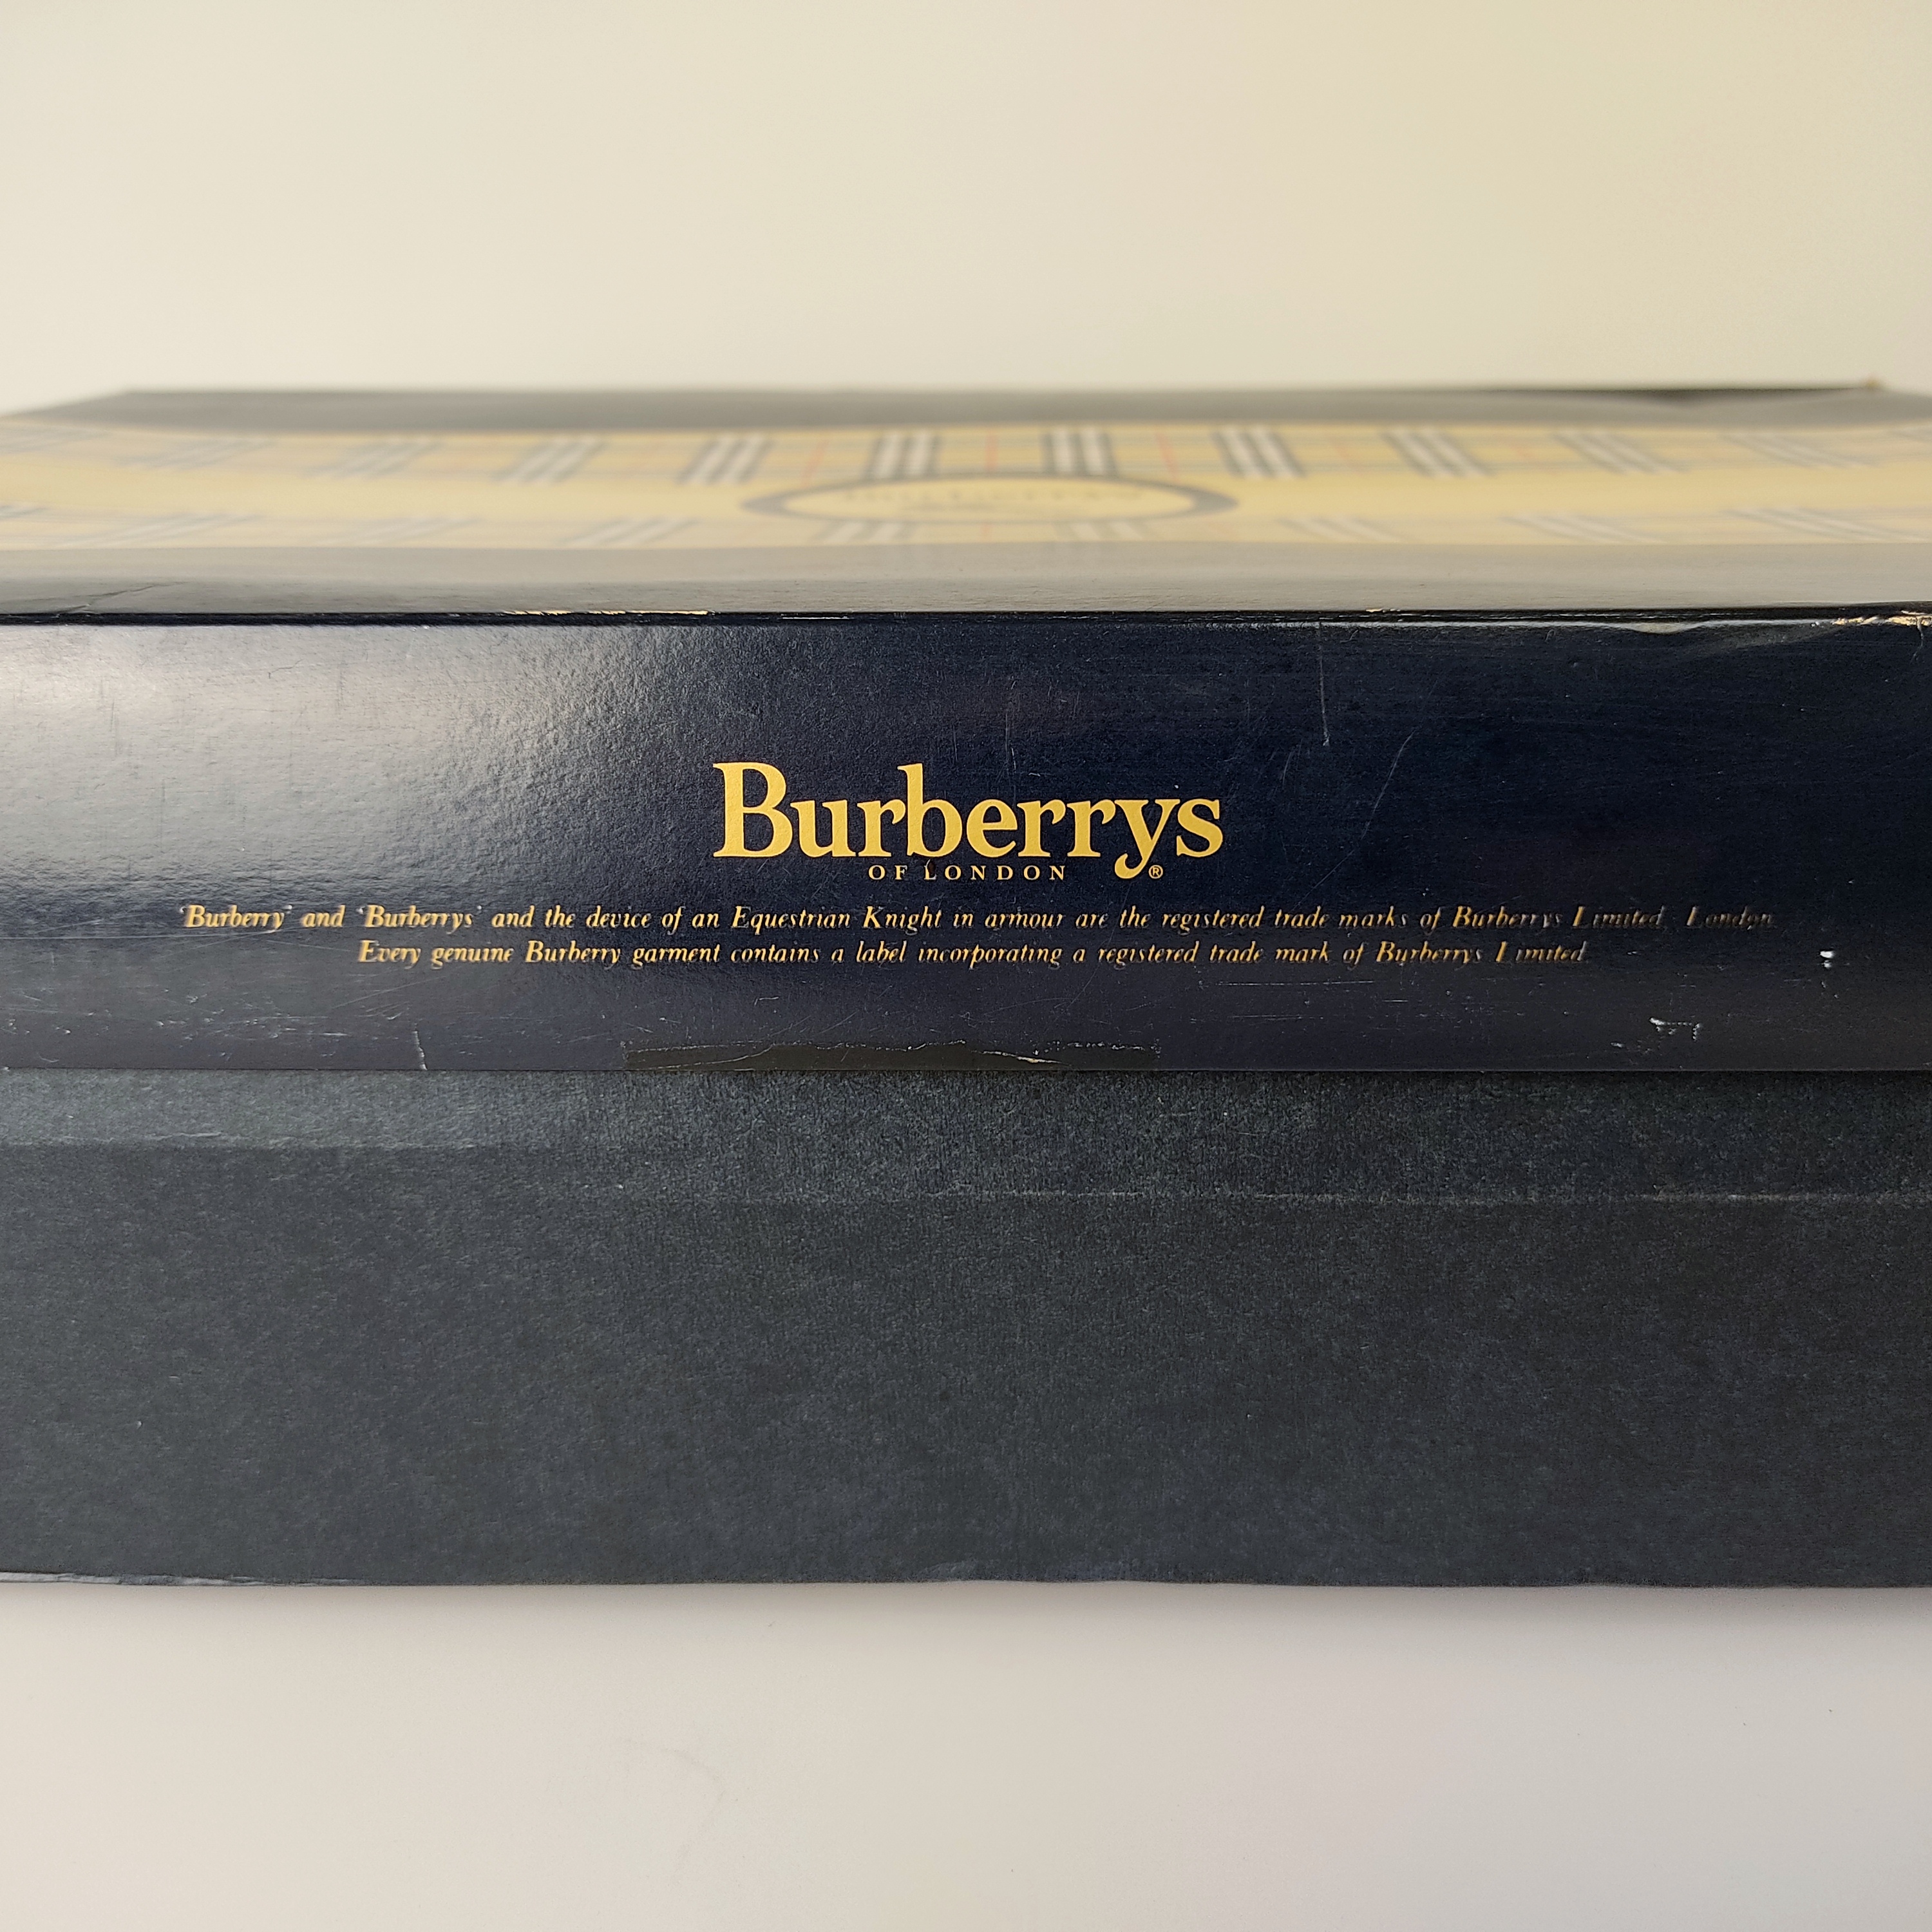 Burberrys
OF LONDON ®
'Burberry' and 'Burberrys' and the device of an Equestrian Knight in armour are the registered trade marks of Burberrys Limited, London.
Every genuine Burberry garment contains a label incorporating a registered trade mark of Burberrys Limited.